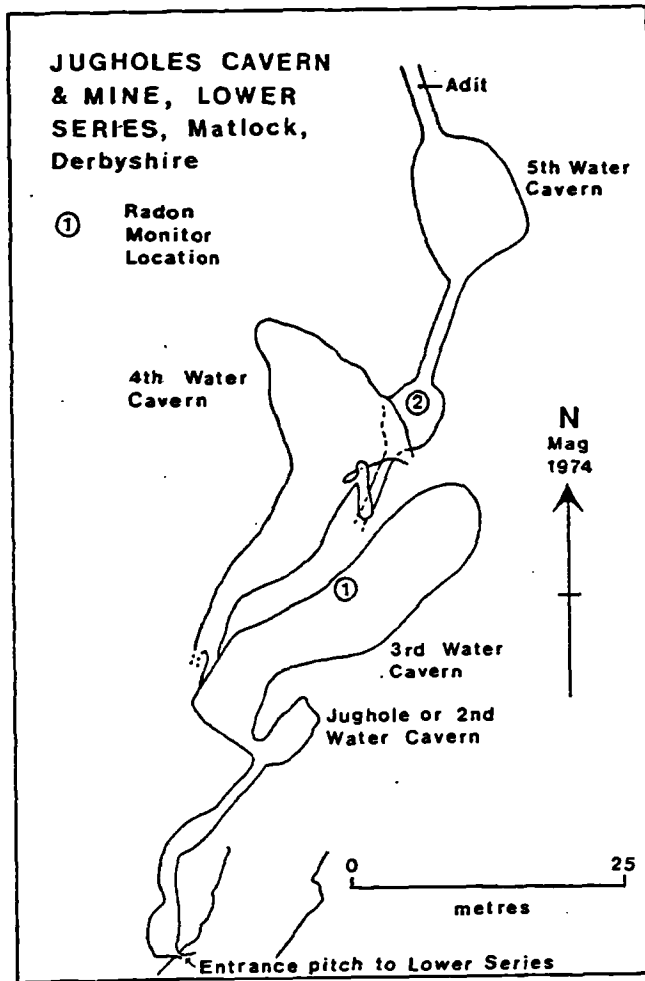 JUGHOLES CAVERN
& MINE, LOWER
SERIES, Matlock,
Derbyshire
① Radon
Monitor
Location
Adit
5th Water
Cavern
4th Water
Cavern
②
N
Mag
1974
①
3rd Water
Cavern
Jughole or 2nd
Water Cavern
0 25
metres
Entrance pitch to Lower Series